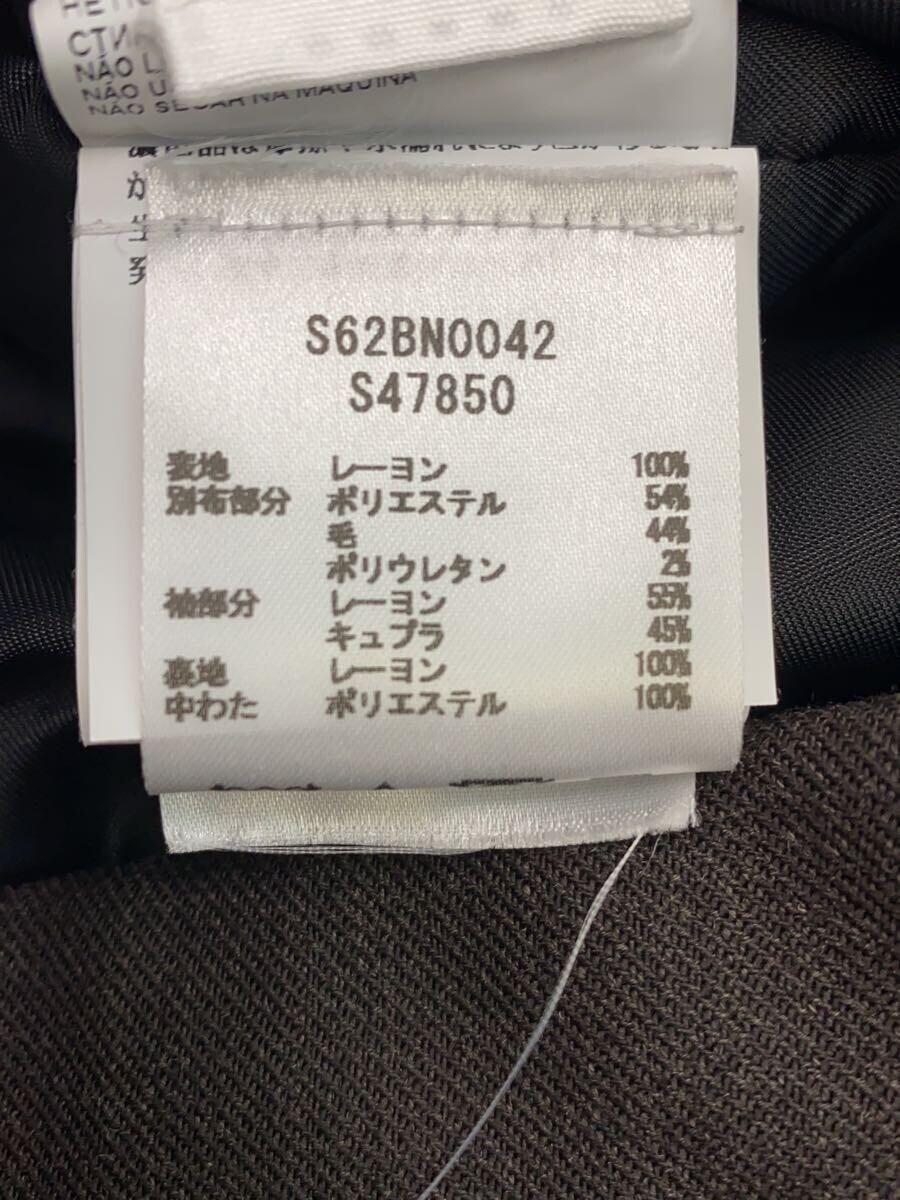 NÃO SECAR NA MÁQUINA
S62BN0042
S47850
表地 レーヨン 100%
別布部分 ポリエステル 54%
毛 44%
ポリウレタン 2%
袖部分 レーヨン 55%
キュプラ 45%
裏地 レーヨン 100%
中わた ポリエステル 100%